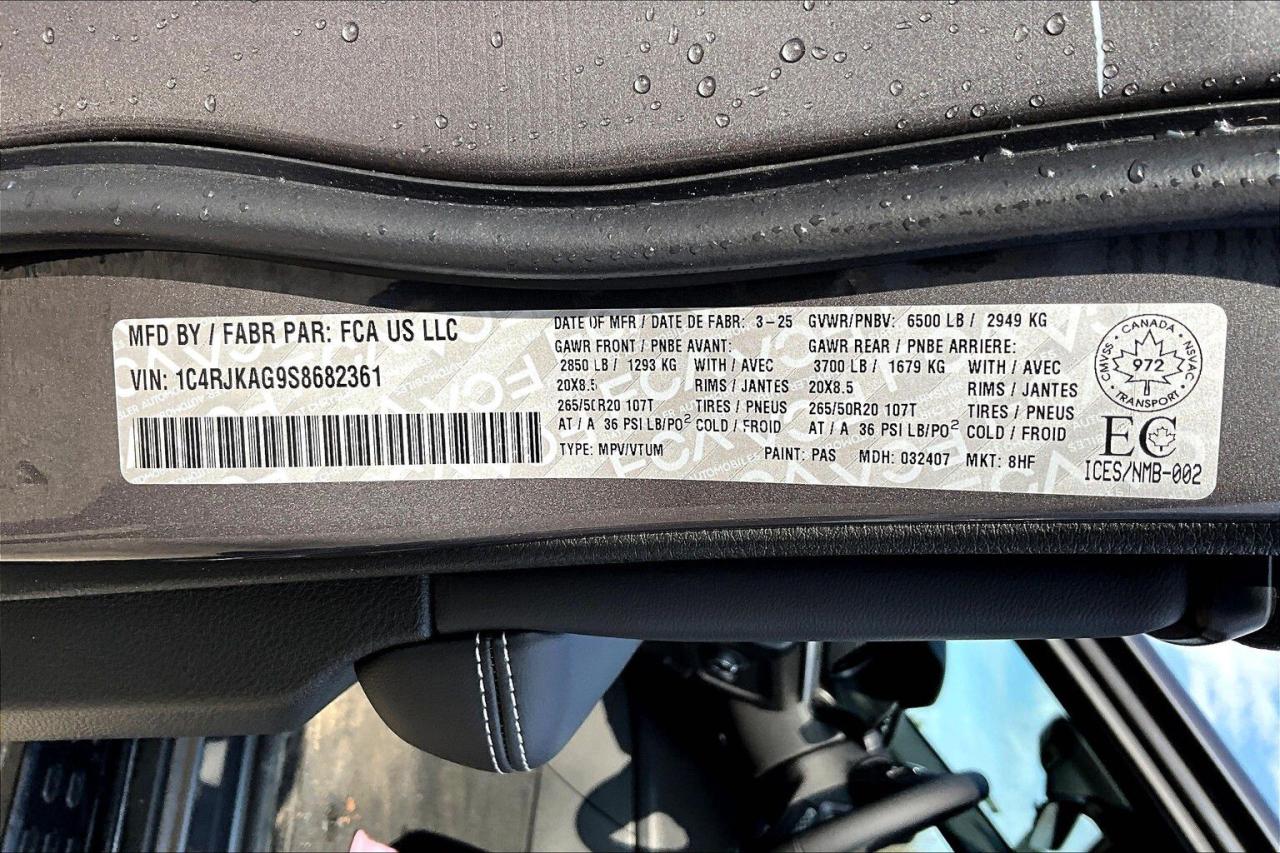 MFD BY / FABR PAR: FCA US LLC
VIN: 1C4RJKAG9S8682361
DATE OF MFR / DATE DE FABR: 3-25 GVWR/PNBV: 6500 LB / 2949 KG
GAWR FRONT / PNBE AVANT: GAWR REAR / PNBE ARRIERE:
2850 LB / 1293 KG WITH / AVEC 3700 LB / 1679 KG WITH / AVEC
20X8.5 RIMS / JANTES 20X8.5 RIMS / JANTES
265/50R20 107T TIRES / PNEUS 265/50R20 107T TIRES / PNEUS
AT / A 36 PSI LB/PO² COLD / FROID AT / A 36 PSI LB/PO² COLD / FROID
TYPE: MPV/VTUM PAINT: PAS MDH: 032407 MKT: 8HF
CANADA
CMVSS 972 NSVAC
TRANSPORT
EC
ICES/NMB-002